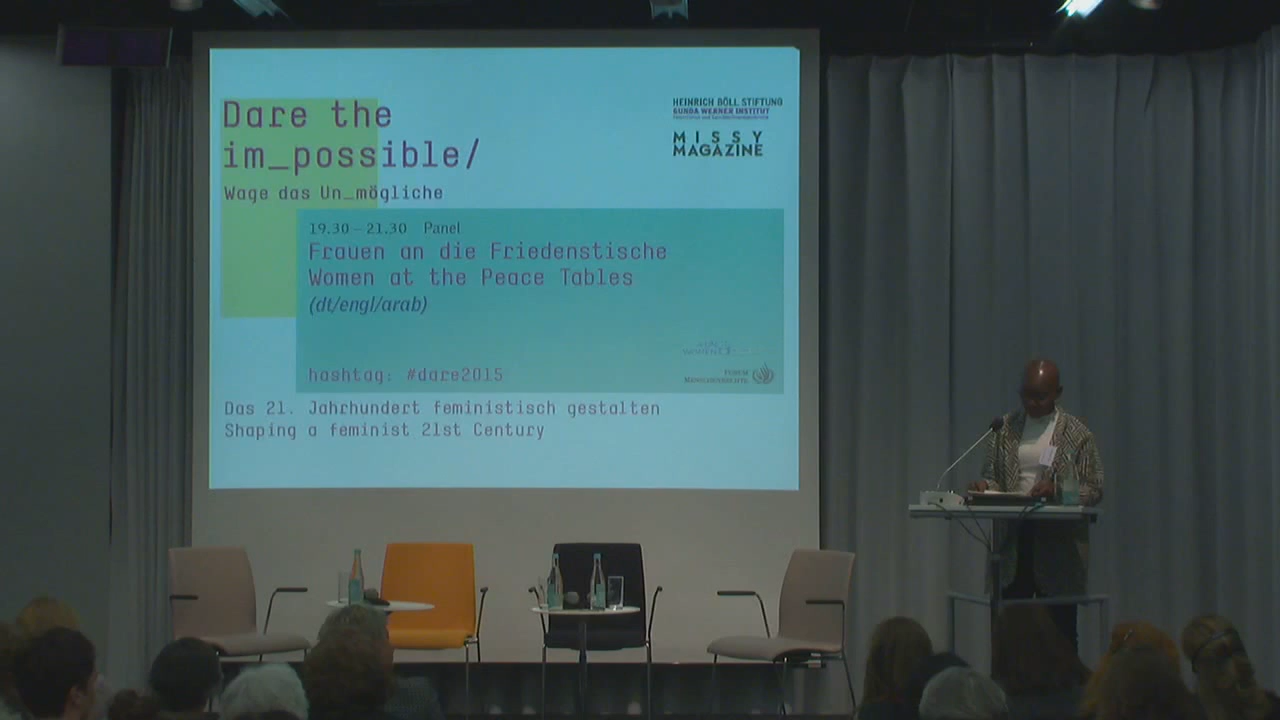 Dare the
im_possible/
Wage das Un_mögliche
HEINRICH BÖLL STIFTUNG
GUNDA WERNER INSTITUT
MISSY
MAGAZINE
19.30 – 21.30 Panel
Frauen an die Friedenstische
Women at the Peace Tables
(dt/engl/arab)
hashtag: #dare2015
FORUM
MENSCHENRECHTE
Das 21. Jahrhundert feministisch gestalten
Shaping a feminist 21st Century